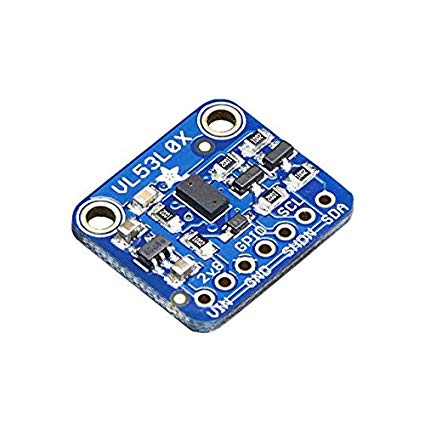 VL53L0X
2v8
GPIO
SCL
SDA
VIN
GND
SHDN